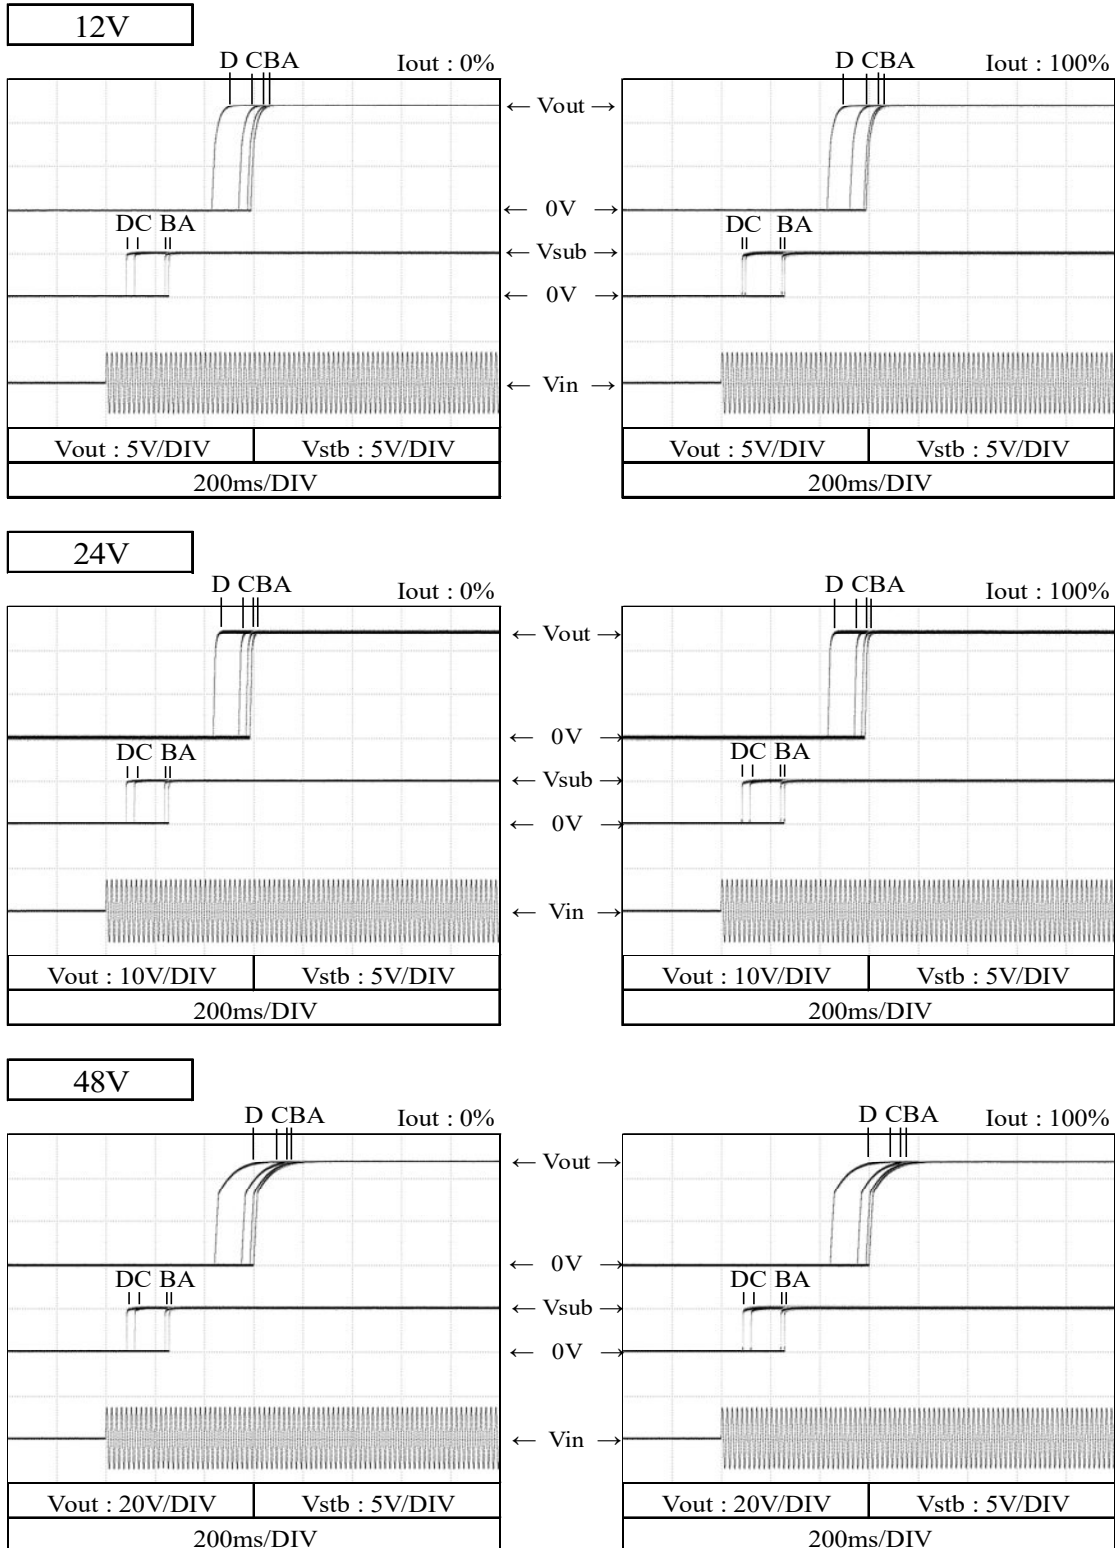 12V
D CBA Iout : 0%
D CBA Iout : 100%
← Vout →
← 0V →
DC BA
DC BA
← Vsub →
← 0V →
← Vin →
Vout : 5V/DIV Vstb : 5V/DIV
200ms/DIV
Vout : 5V/DIV Vstb : 5V/DIV
200ms/DIV
24V
D CBA Iout : 0%
D CBA Iout : 100%
← Vout →
← 0V →
DC BA
DC BA
← Vsub →
← 0V →
← Vin →
Vout : 10V/DIV Vstb : 5V/DIV
200ms/DIV
Vout : 10V/DIV Vstb : 5V/DIV
200ms/DIV
48V
D CBA Iout : 0%
D CBA Iout : 100%
← Vout →
← 0V →
DC BA
DC BA
← Vsub →
← 0V →
← Vin →
Vout : 20V/DIV Vstb : 5V/DIV
200ms/DIV
Vout : 20V/DIV Vstb : 5V/DIV
200ms/DIV